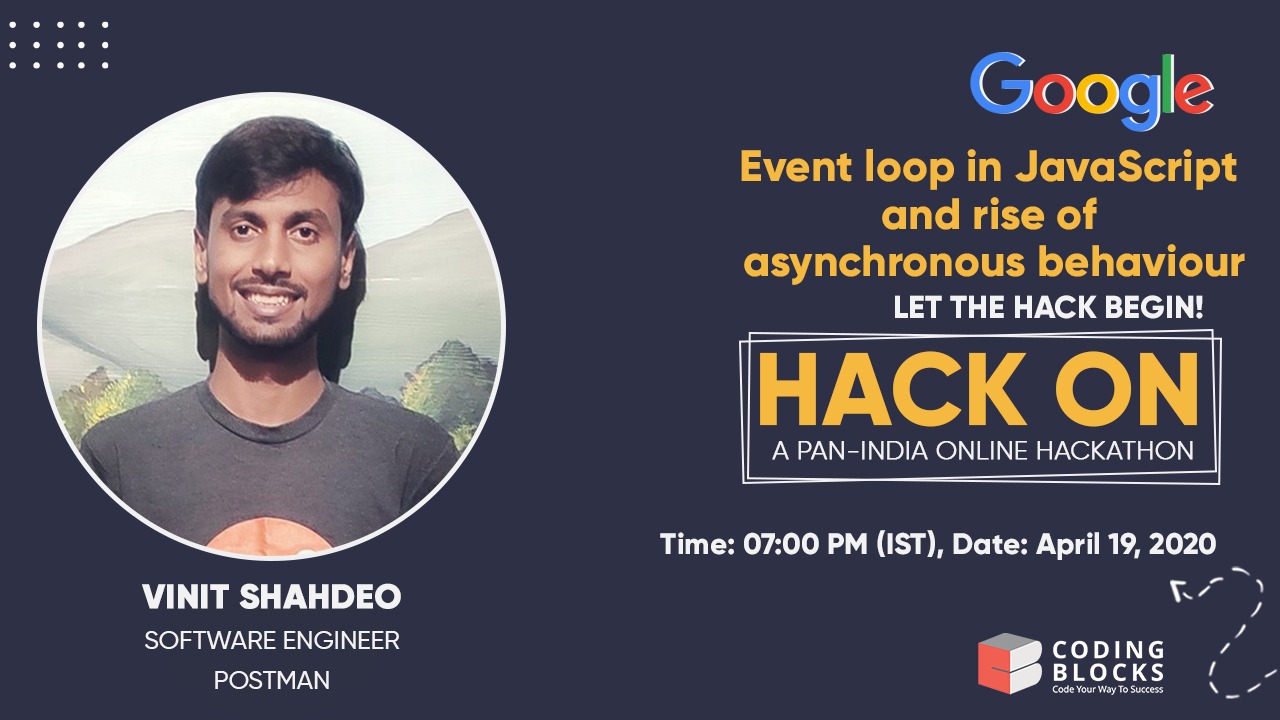 Google
Event loop in JavaScript
and rise of
asynchronous behaviour
LET THE HACK BEGIN!
HACK ON
A PAN-INDIA ONLINE HACKATHON
Time: 07:00 PM (IST), Date: April 19, 2020
VINIT SHAHDEO
SOFTWARE ENGINEER
POSTMAN
CODING
BLOCKS
Code Your Way To Success